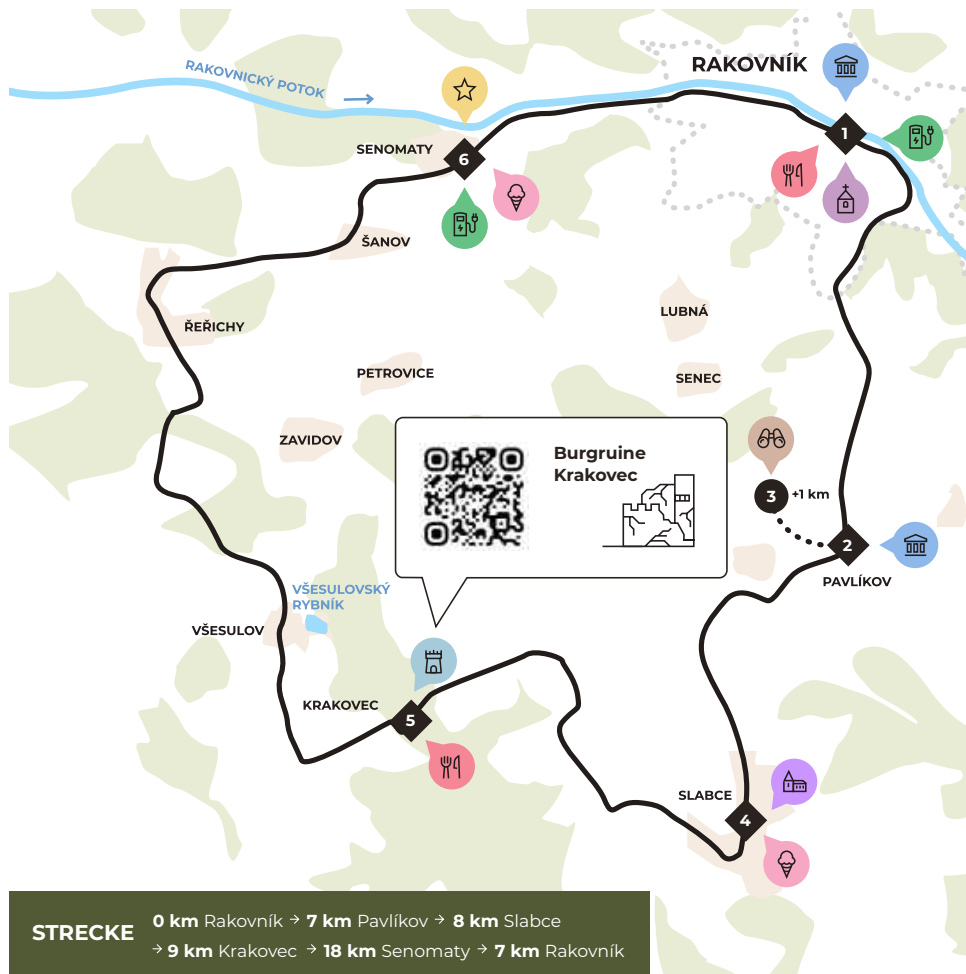 RAKOVNICKÝ POTOK
RAKOVNÍK
1
SENOMATY
6
ŠANOV
ŘEŘICHY
LUBNÁ
PETROVICE
SENEC
ZAVIDOV
Burgruine
Krakovec
3
+1 km
2
PAVLÍKOV
VŠESULOVSKÝ
RYBNÍK
VŠESULOV
KRAKOVEC
5
SLABCE
4
STRECKE
0 km Rakovník → 7 km Pavlíkov → 8 km Slabce
→ 9 km Krakovec → 18 km Senomaty → 7 km Rakovník